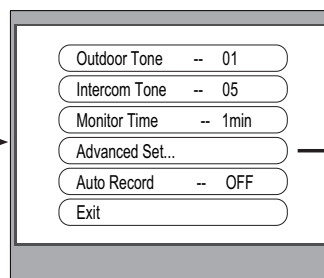 Outdoor Tone -- 01
Intercom Tone -- 05
Monitor Time -- 1min
Advanced Set...
Auto Record -- OFF
Exit